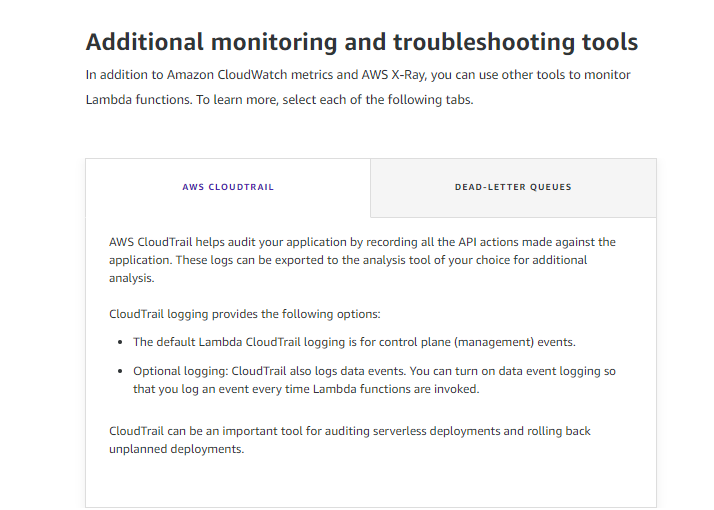 Additional monitoring and troubleshooting tools
In addition to Amazon CloudWatch metrics and AWS X-Ray, you can use other tools to monitor
Lambda functions. To learn more, select each of the following tabs.
AWS CLOUDTRAIL
DEAD-LETTER QUEUES
AWS CloudTrail helps audit your application by recording all the API actions made against the
application. These logs can be exported to the analysis tool of your choice for additional
analysis.
CloudTrail logging provides the following options:
• The default Lambda CloudTrail logging is for control plane (management) events.
• Optional logging: CloudTrail also logs data events. You can turn on data event logging so
that you log an event every time Lambda functions are invoked.
CloudTrail can be an important tool for auditing serverless deployments and rolling back
unplanned deployments.